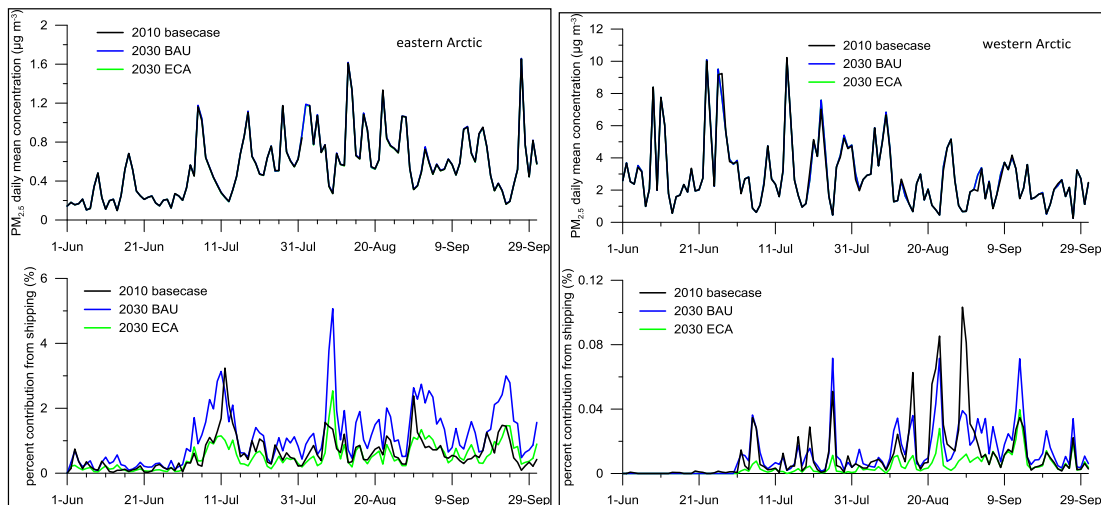 PM2.5 daily mean concentration (µg m-3)
2
1.6
1.2
0.8
0.4
0
2010 basecase
2030 BAU
2030 ECA
eastern Arctic
1-Jun 21-Jun 11-Jul 31-Jul 20-Aug 9-Sep 29-Sep
percent contribution from shipping (%)
6
4
2
0
2010 basecase
2030 BAU
2030 ECA
1-Jun 21-Jun 11-Jul 31-Jul 20-Aug 9-Sep 29-Sep
PM2.5 daily mean concentration (µg m-3)
12
10
8
6
4
2
0
2010 basecase
2030 BAU
2030 ECA
western Arctic
1-Jun 21-Jun 11-Jul 31-Jul 20-Aug 9-Sep 29-Sep
percent contribution from shipping (%)
0.12
0.08
0.04
0
2010 basecase
2030 BAU
2030 ECA
1-Jun 21-Jun 11-Jul 31-Jul 20-Aug 9-Sep 29-Sep